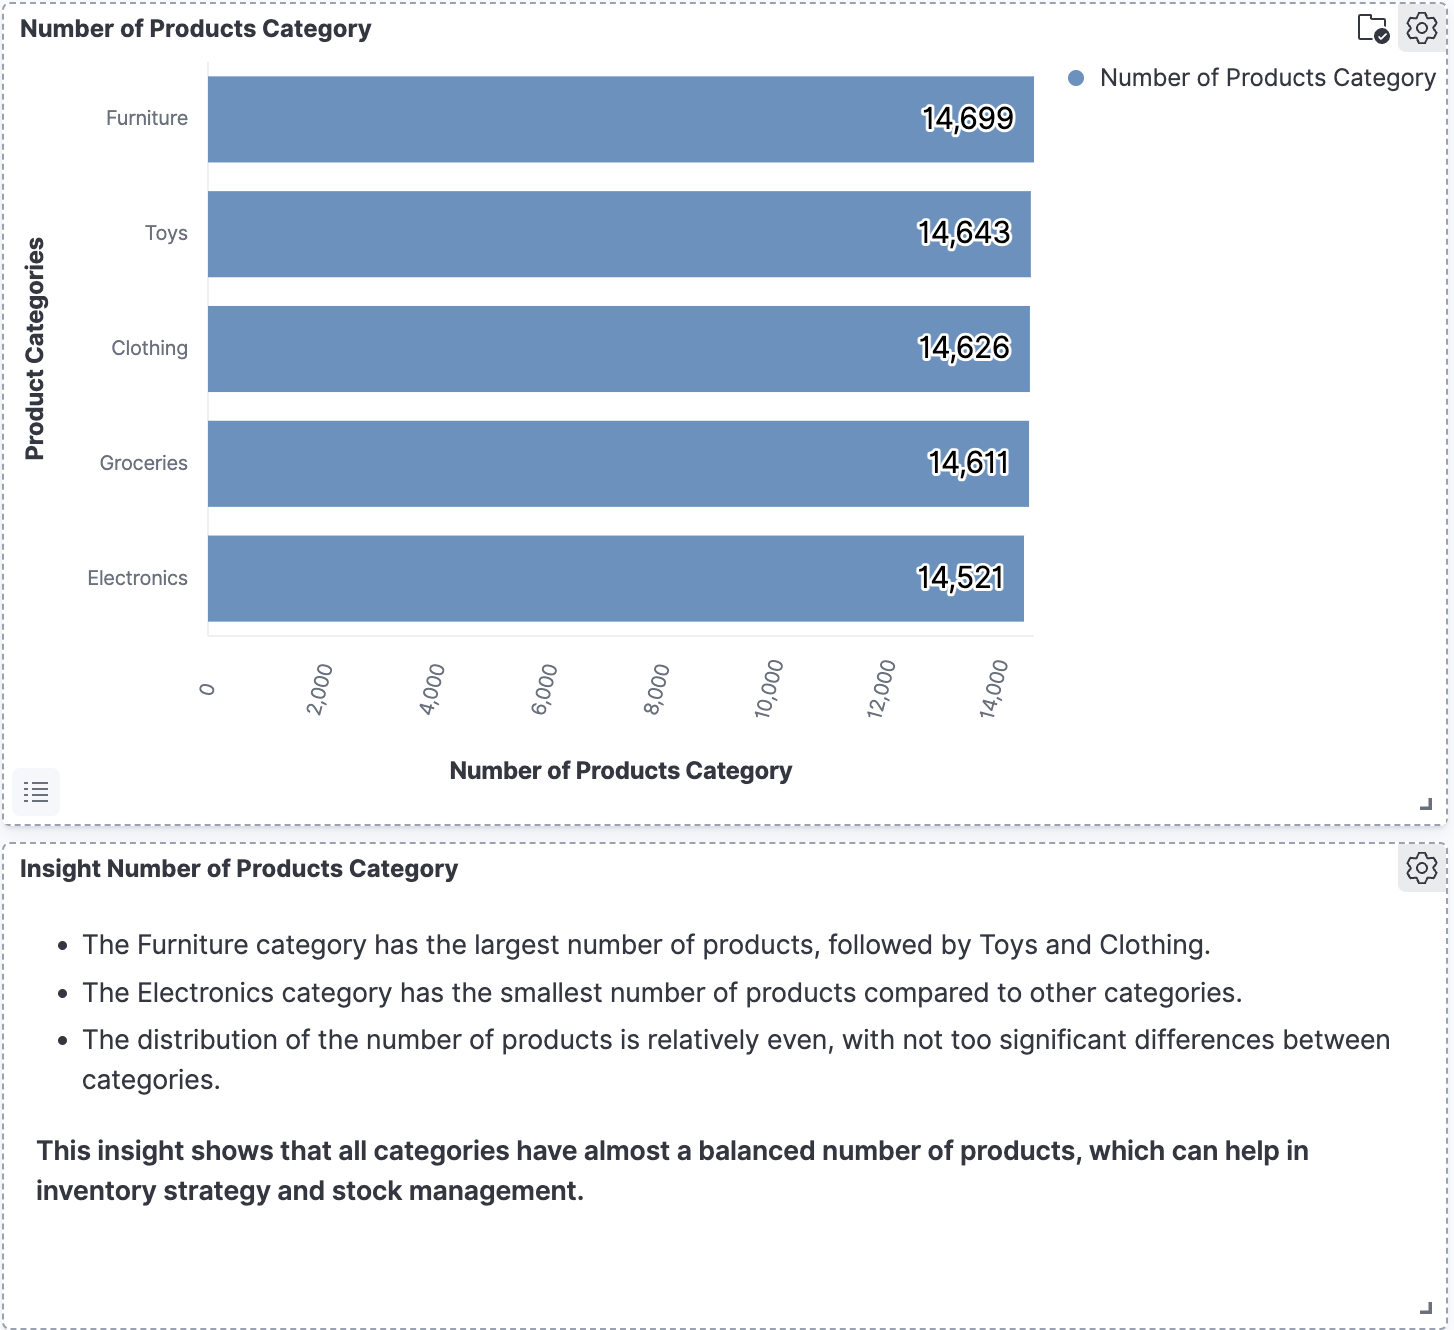 Number of Products Category
Number of Products Category
Product Categories
Furniture
14,699
Toys
14,643
Clothing
14,626
Groceries
14,611
Electronics
14,521
0
2,000
4,000
6,000
8,000
10,000
12,000
14,000
Number of Products Category
Insight Number of Products Category
• The Furniture category has the largest number of products, followed by Toys and Clothing.
• The Electronics category has the smallest number of products compared to other categories.
• The distribution of the number of products is relatively even, with not too significant differences between
categories.
This insight shows that all categories have almost a balanced number of products, which can help in
inventory strategy and stock management.